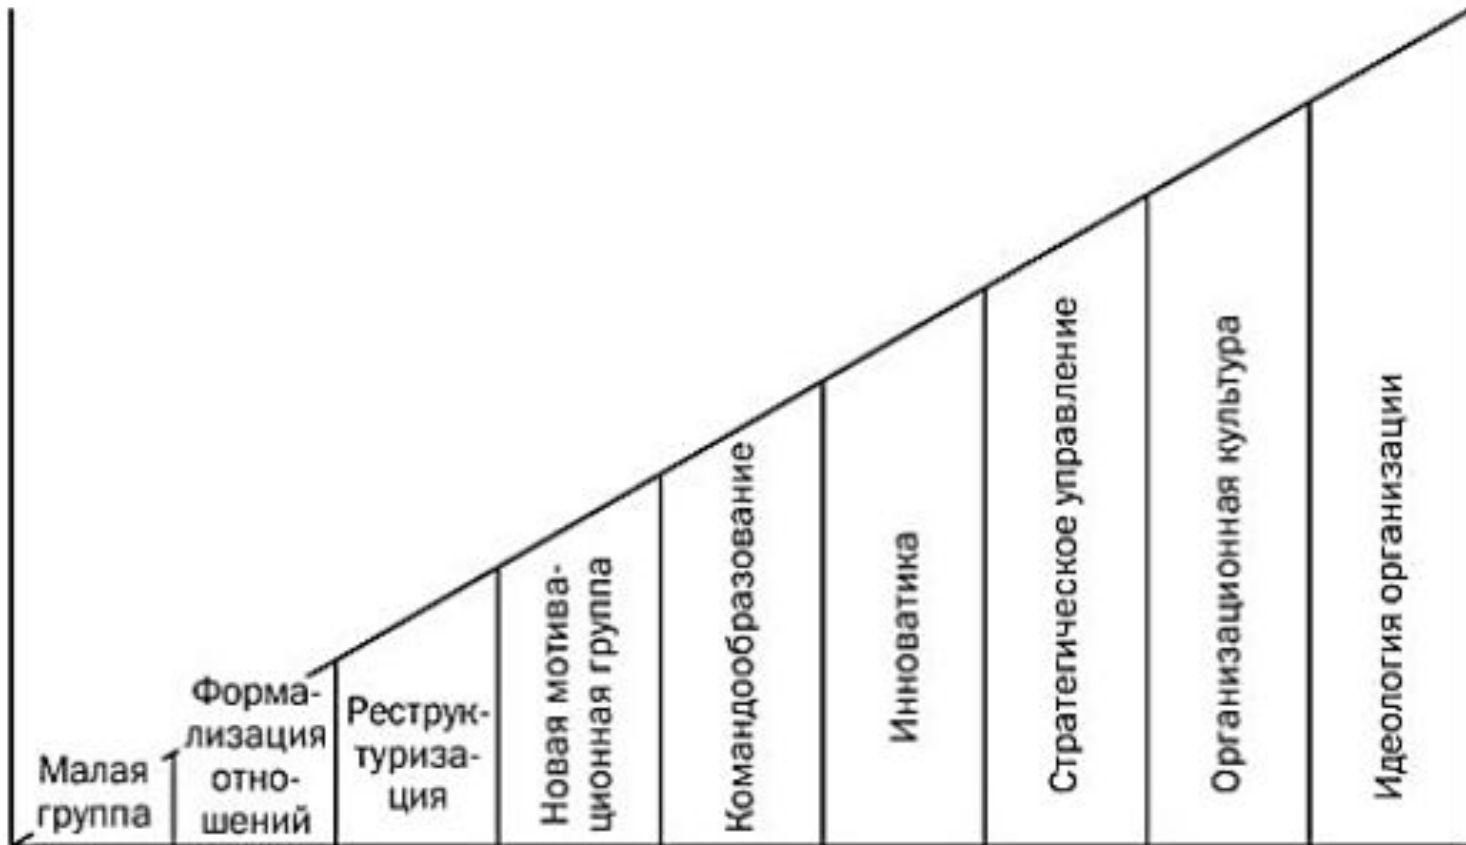 Малая
группа
Форма-
лизация
отно-
шений
Реструк-
туриза-
ция
Новая мотива-
ционная группа
Командообразование
Инноватика
Стратегическое управление
Организационная культура
Идеология организации